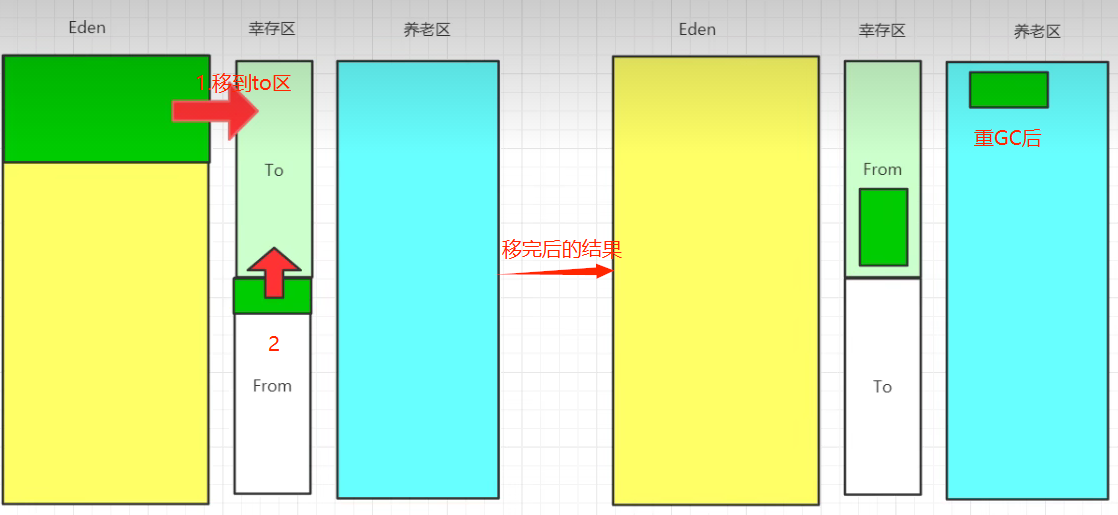 Eden
幸存区
养老区
1.移到to区
To
2
From
移完后的结果
Eden
幸存区
养老区
重GC后
From
To